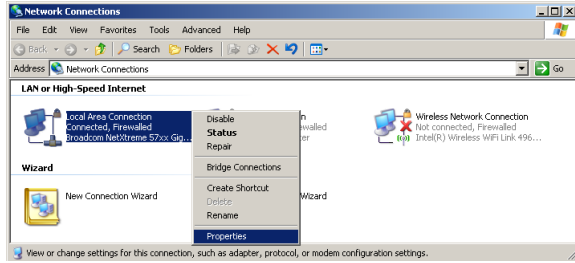 Network Connections
File Edit View Favorites Tools Advanced Help
Back Search Folders
Address Network Connections Go
LAN or High-Speed Internet
Local Area Connection
Connected, Firewalled
Broadcom NetXtreme 57xx Gig...
Disable
Status
Repair
Bridge Connections
Create Shortcut
Delete
Rename
Properties
Wireless Network Connection
Not connected, Firewalled
Intel(R) Wireless WiFi Link 496...
Wizard
New Connection Wizard
Wizard
View or change settings for this connection, such as adapter, protocol, or modem configuration settings.